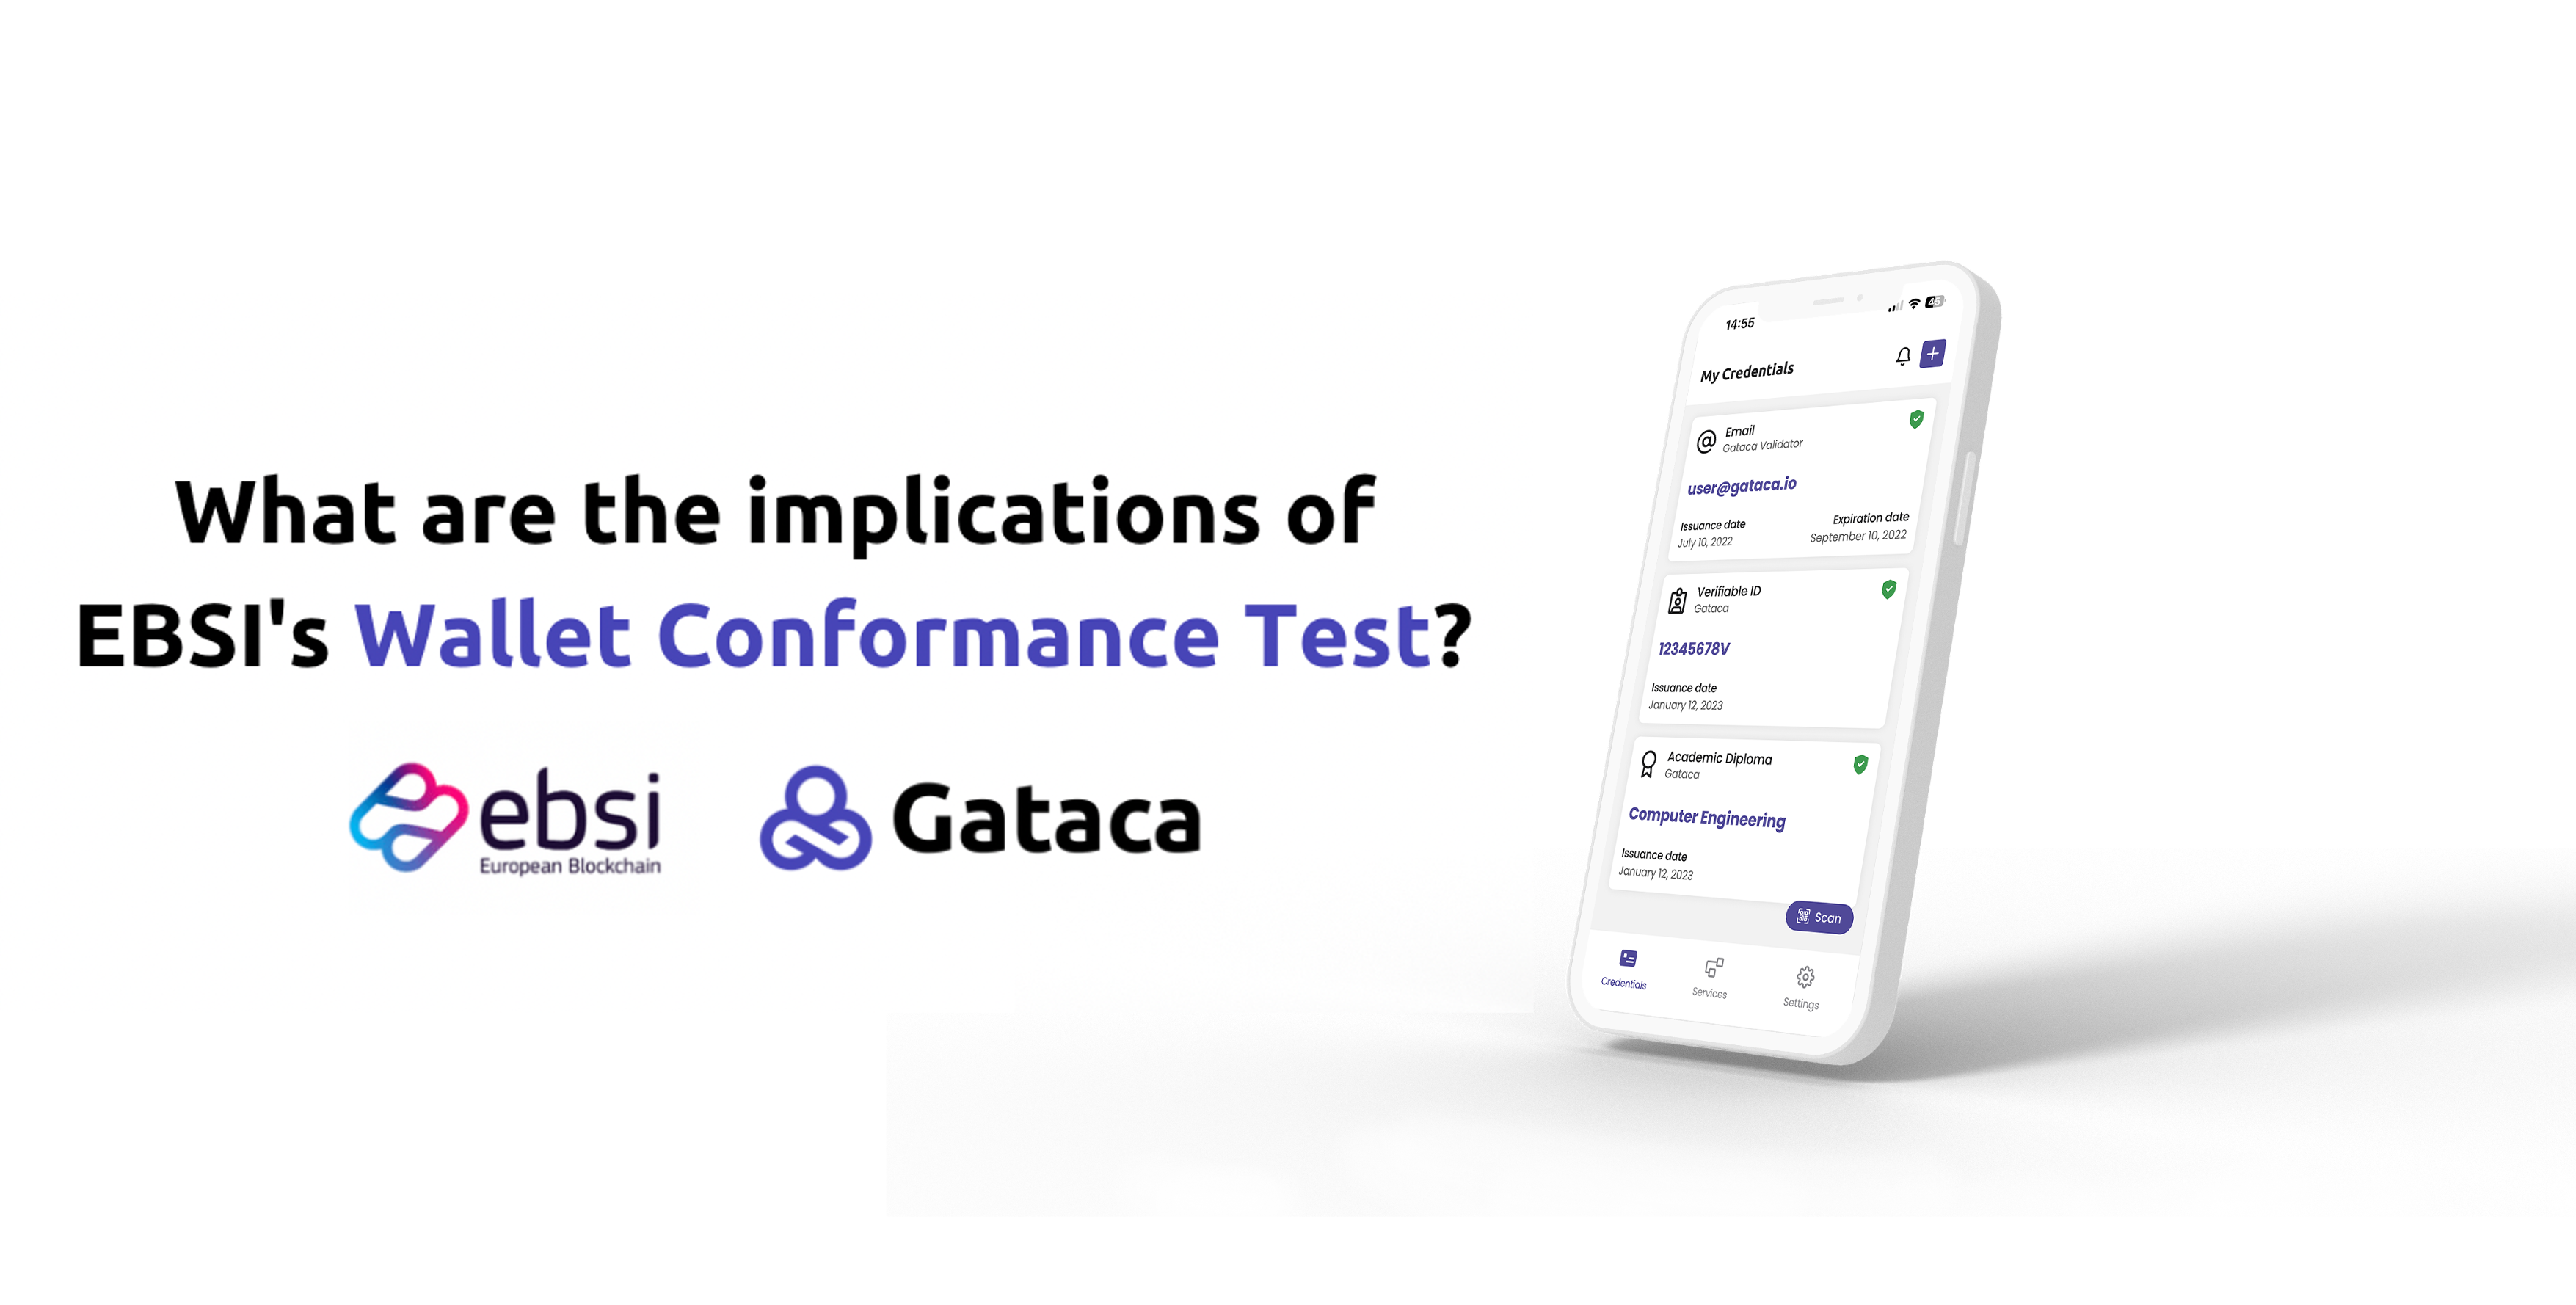 What are the implications of
EBSI's Wallet Conformance Test?
ebsi
European Blockchain
Gataca
14:55
45
My Credentials
Email
Gataca Validator
user@gataca.io
Issuance date
Expiration date
July 10, 2022
September 10, 2022
Verifiable ID
Gataca
12345678V
Issuance date
January 12, 2023
Academic Diploma
Gataca
Computer Engineering
Issuance date
January 12, 2023
Scan
Credentials
Services
Settings